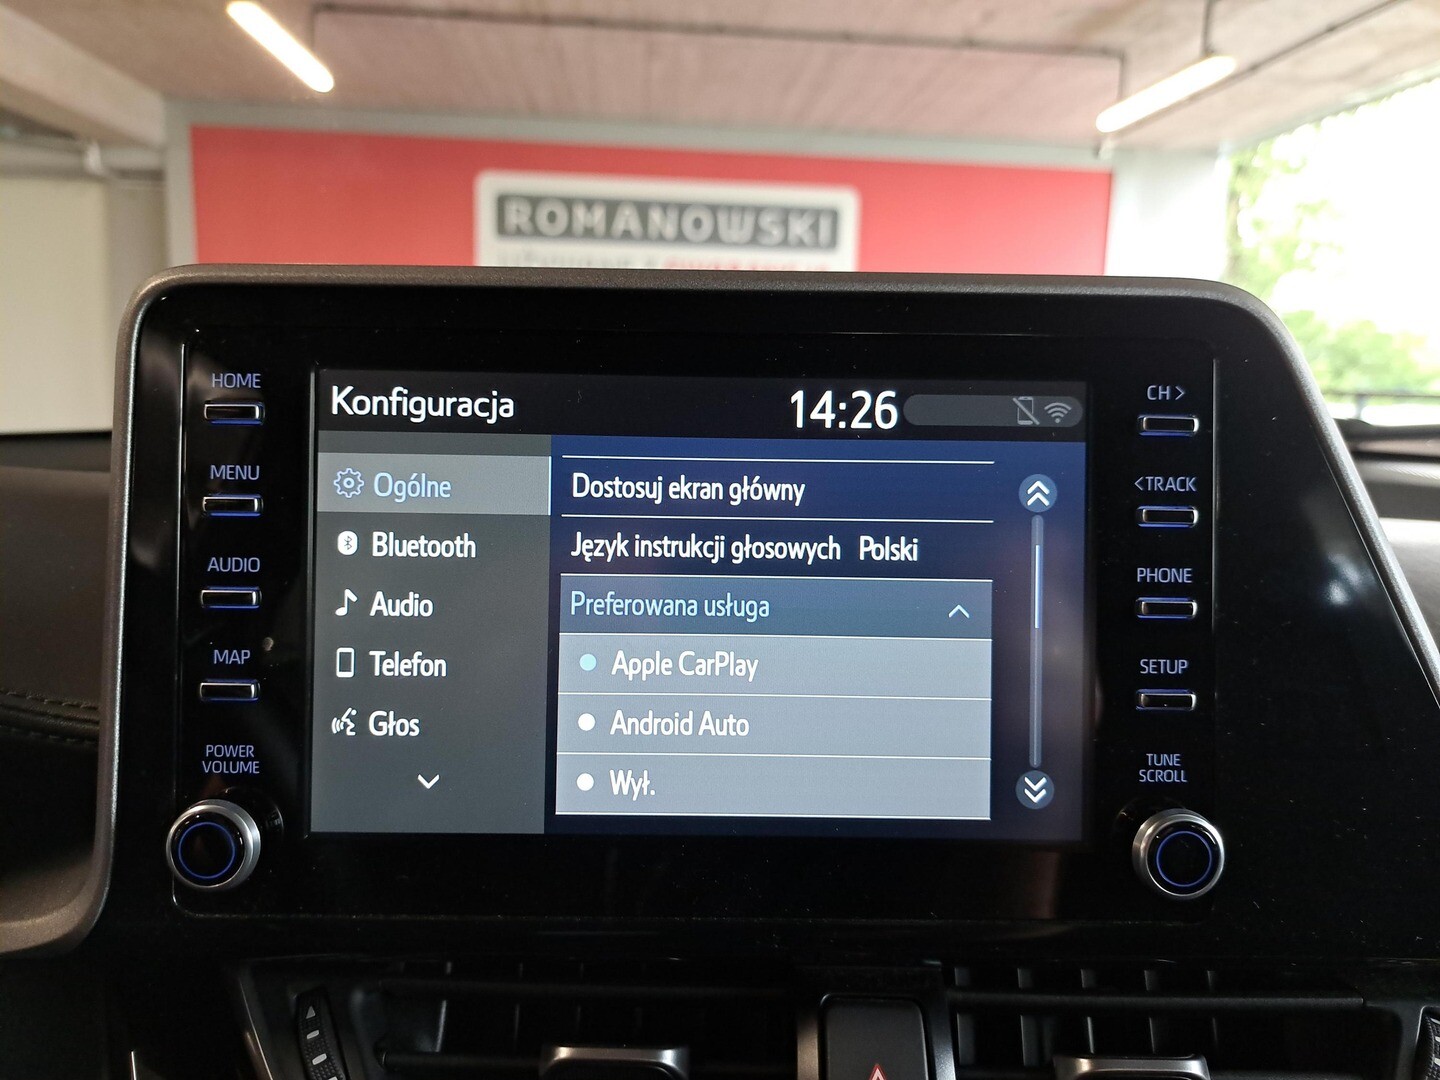 ROMANOWSKI
HOME
MENU
AUDIO
MAP
POWER
VOLUME
Konfiguracja
14:26
Ogólne
Bluetooth
Audio
Telefon
Głos
Dostosuj ekran główny
Język instrukcji głosowych Polski
Preferowana usługa
Apple CarPlay
Android Auto
Wył.
CH >
< TRACK
PHONE
SETUP
TUNE
SCROLL